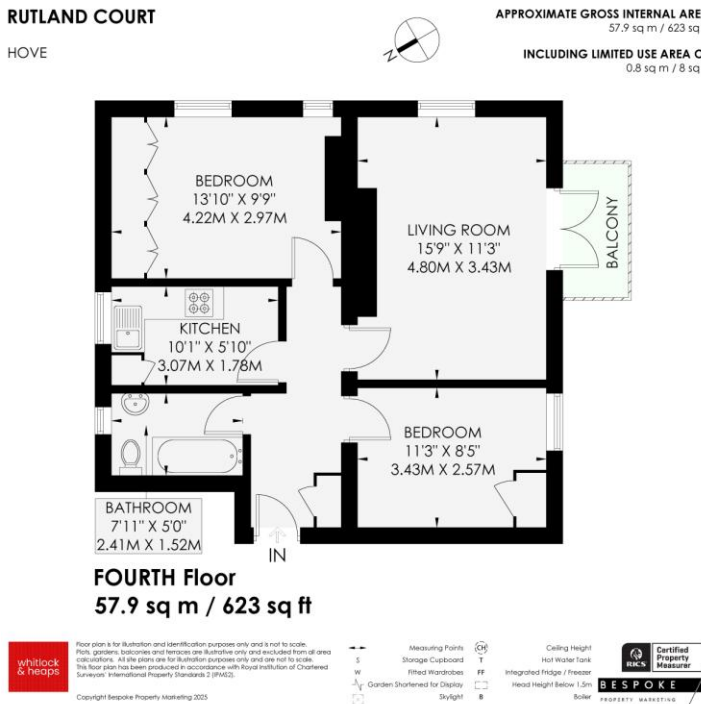 RUTLAND COURT
HOVE
APPROXIMATE GROSS INTERNAL ARE
57.9 sq m / 623 sq
INCLUDING LIMITED USE AREA O
0.8 sq m / 8 sq
N
BEDROOM
13'10" X 9'9"
4.22M X 2.97M
LIVING ROOM
15'9" X 11'3"
4.80M X 3.43M
BALCONY
KITCHEN
10'1" X 5'10"
3.07M X 1.78M
BEDROOM
11'3" X 8'5"
3.43M X 2.57M
BATHROOM
7'11" X 5'0"
2.41M X 1.52M
IN
FOURTH Floor
57.9 sq m / 623 sq ft
whitlock
& heaps
Floor plan is for illustration and identification purposes only and is not to scale.
Plots, gardens, balconies and terraces are illustrative only and excluded from all area
calculations. All site plans are for illustration purposes only and are not to scale.
This floor plan has been produced in accordance with Royal Institution of Chartered
Surveyors' International Property Standards 2 (IPMS2).
Copyright Bespoke Property Marketing 2025
Measuring Points
S Storage Cupboard
W Fitted Wardrobes
Garden Shortened for Display
Skylight
CH Ceiling Height
T Hot Water Tank
FF Integrated Fridge / Freezer
Head Height Below 1.5m
B Boiler
RICS
Certified
Property
Measurer
BESPOKE
PROPERTY MARKETING